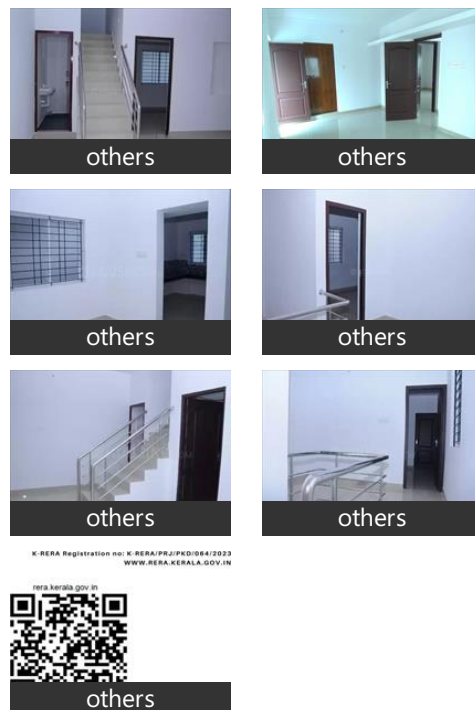 others
others
others
others
others
others
K-RERA Registration no: K-RERA/PRJ/PKD/064/2023
WWW.RERA.KERALA.GOV.IN
rera.kerala.gov.in
others